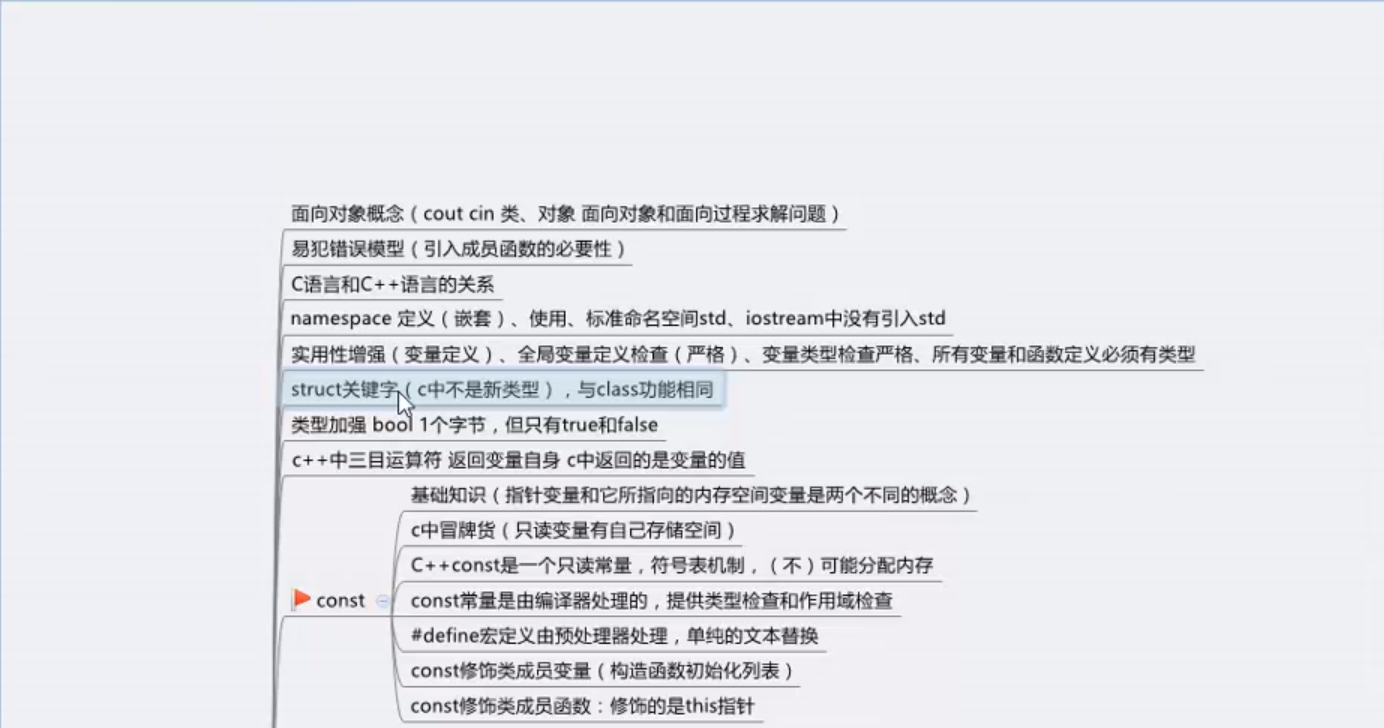 面向对象概念（cout cin 类、对象 面向对象和面向过程求解问题）
易犯错误模型（引入成员函数的必要性）
C语言和C++语言的关系
namespace 定义（嵌套）、使用、标准命名空间std、iostream中没有引入std
实用性增强（变量定义）、全局变量定义检查（严格）、变量类型检查严格、所有变量和函数定义必须有类型
struct关键字（c中不是新类型），与class功能相同
类型加强 bool 1个字节，但只有true和false
c++中三目运算符 返回变量自身 c中返回的是变量的值
基础知识（指针变量和它所指向的内存空间变量是两个不同的概念）
c中冒牌货（只读变量有自己存储空间）
C++const是一个只读常量，符号表机制，（不）可能分配内存
const
const常量是由编译器处理的，提供类型检查和作用域检查
#define宏定义由预处理器处理，单纯的文本替换
const修饰类成员变量（构造函数初始化列表）
const修饰类成员函数：修饰的是this指针